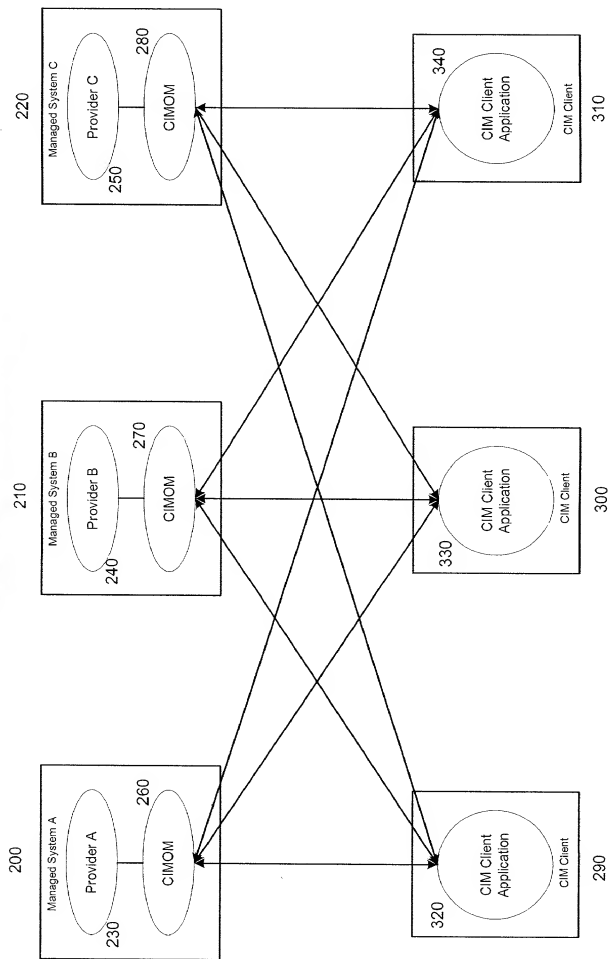 200
210
220
Managed System A
Provider A
230
CIMOM
260
Managed System B
Provider B
240
CIMOM
270
Managed System C
Provider C
250
CIMOM
280
320
CIM Client
Application
CIM Client
290
330
CIM Client
Application
CIM Client
300
340
CIM Client
Application
CIM Client
310